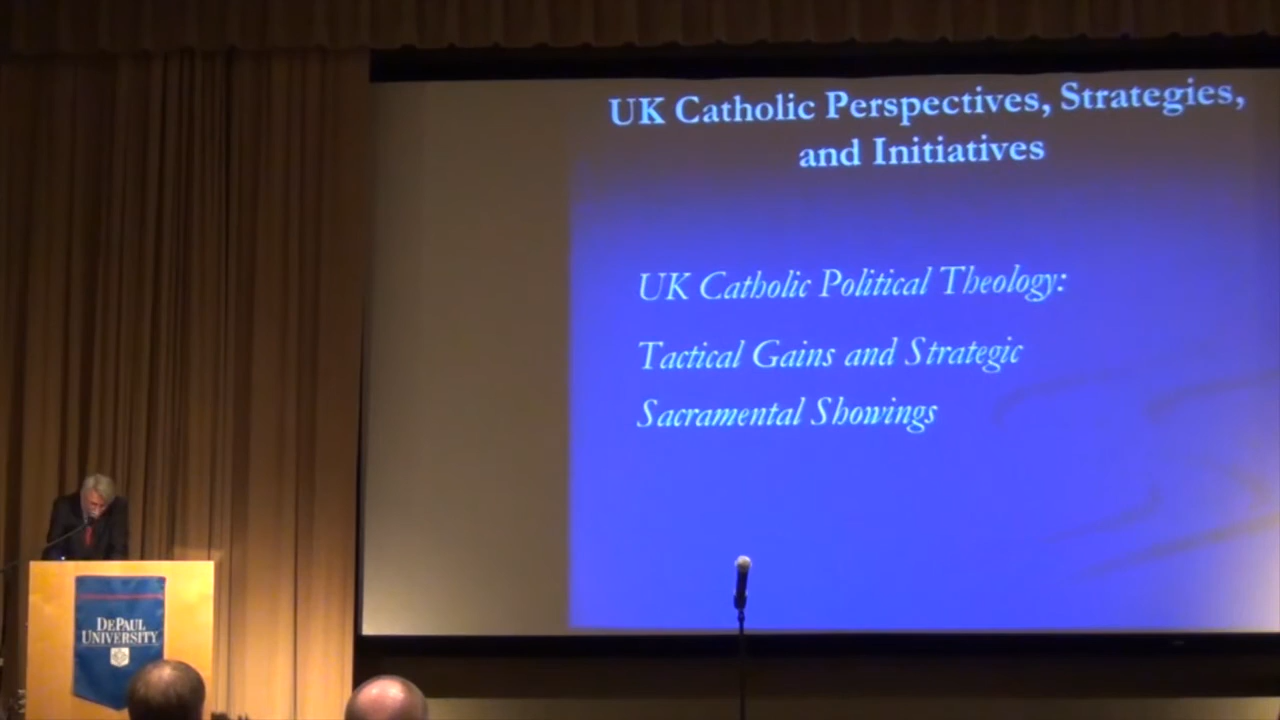 UK Catholic Perspectives, Strategies,
and Initiatives
UK Catholic Political Theology:
Tactical Gains and Strategic
Sacramental Showings
DEPAUL
UNIVERSITY